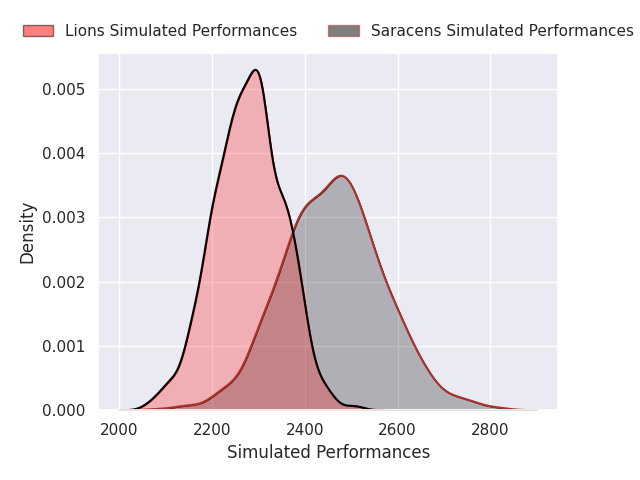 Lions Simulated Performances Saracens Simulated Performances
0.005
0.004
0.003
0.002
0.001
0.000
Density
2000 2200 2400 2600 2800
Simulated Performances